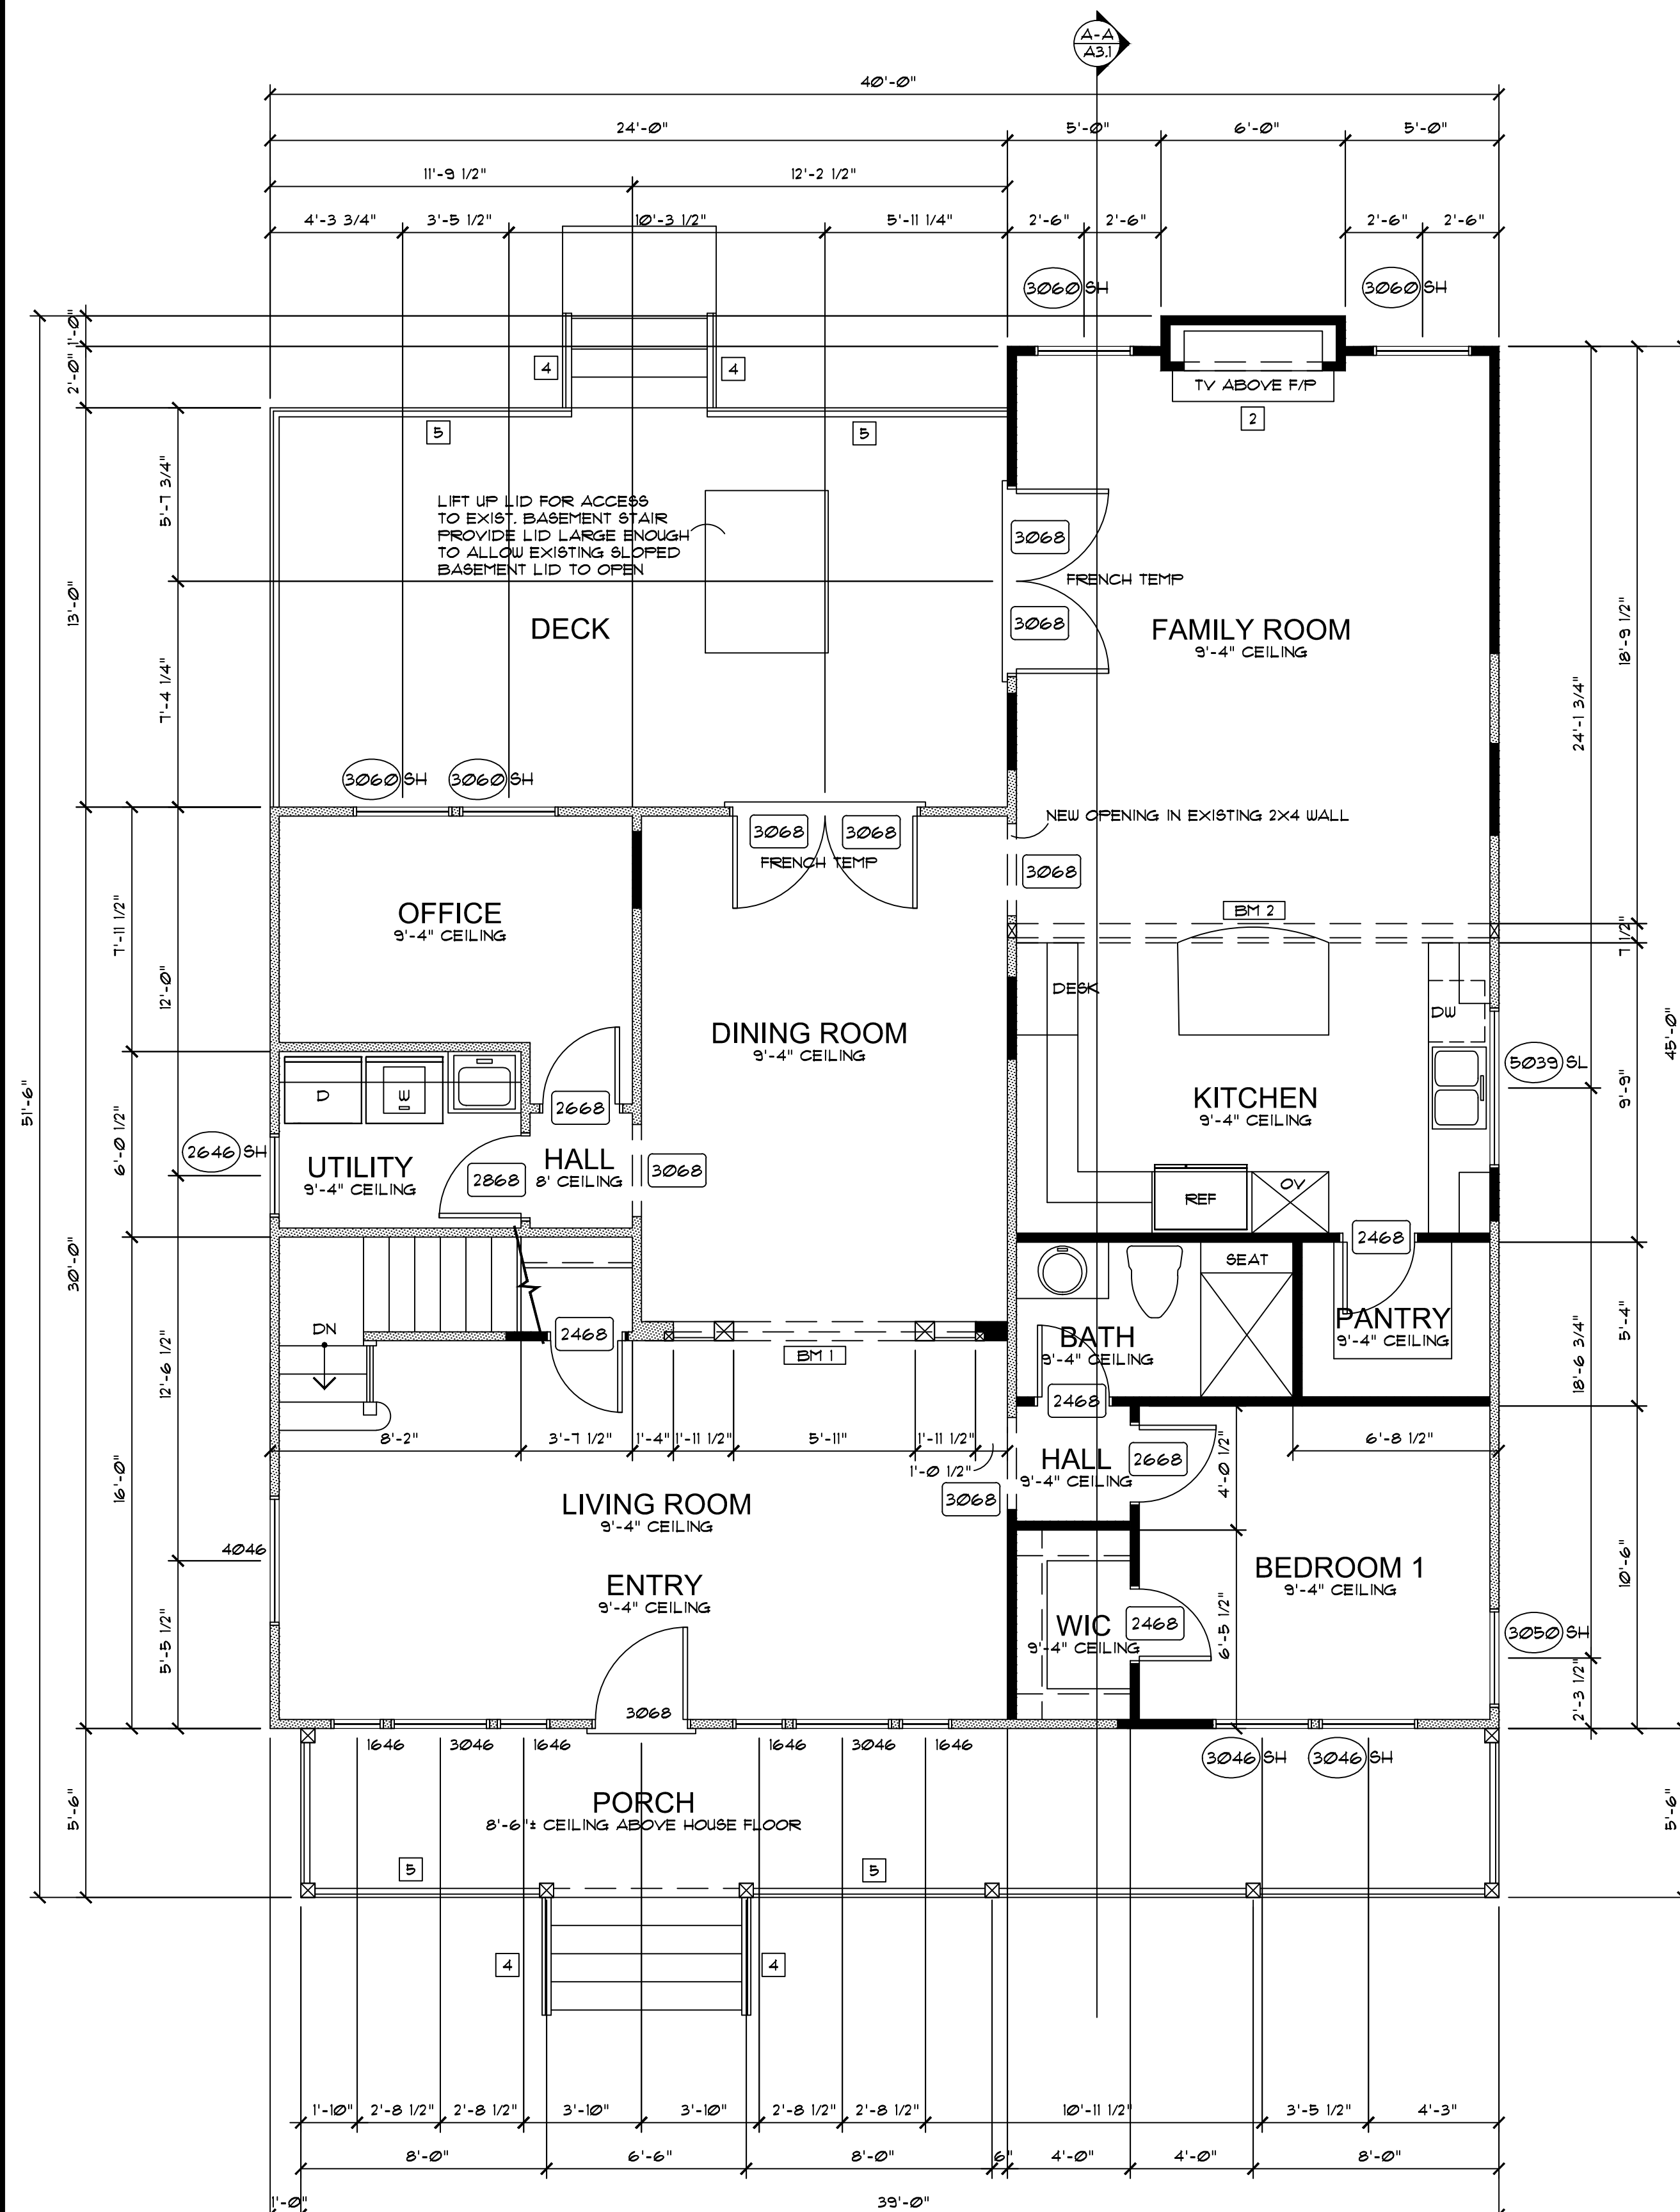 A-A
A3.1
40'-0"
24'-0"
5'-0"
6'-0"
5'-0"
11'-9 1/2"
12'-2 1/2"
4'-3 3/4"
3'-5 1/2"
10'-3 1/2"
5'-11 1/4"
2'-6"
2'-6"
2'-6"
2'-6"
3060 SH
3060 SH
1'-0"
2'-0"
4
4
TV ABOVE F/P
2
5
5
5'-7 3/4"
LIFT UP LID FOR ACCESS
TO EXIST. BASEMENT STAIR
PROVIDE LID LARGE ENOUGH
TO ALLOW EXISTING SLOPED
BASEMENT LID TO OPEN
3068
FRENCH TEMP
3068
13'-0"
DECK
FAMILY ROOM
9'-4" CEILING
18'-9 1/2"
24'-1 3/4"
7'-4 1/4"
3060 SH
3060 SH
NEW OPENING IN EXISTING 2X4 WALL
3068
3068
FRENCH TEMP
3068
OFFICE
9'-4" CEILING
BM 2
7'-11 1/2"
12'-0"
7 1/2"
DESK
DW
DINING ROOM
9'-4" CEILING
45'-0"
51'-6"
5039 SL
D
W
2668
KITCHEN
9'-4" CEILING
9'-9"
6'-0 1/2"
2646 SH
UTILITY
9'-4" CEILING
2868
HALL
8' CEILING
3068
REF
OV
2468
SEAT
30'-0"
DN
2468
BM 1
BATH
9'-4" CEILING
PANTRY
9'-4" CEILING
5'-4"
18'-6 3/4"
12'-6 1/2"
2468
8'-2"
3'-7 1/2"
1'-4"
1'-11 1/2"
5'-11"
1'-11 1/2"
1'-0 1/2"
6'-8 1/2"
HALL
9'-4" CEILING
2668
4'-0 1/2"
3068
16'-0"
LIVING ROOM
9'-4" CEILING
4046
ENTRY
9'-4" CEILING
BEDROOM 1
9'-4" CEILING
10'-6"
WIC
9'-4" CEILING
2468
6'-5 1/2"
3050 SH
5'-5 1/2"
2'-3 1/2"
3068
1646
3046
1646
1646
3046
1646
3046 SH
3046 SH
5'-6"
PORCH
8'-6"± CEILING ABOVE HOUSE FLOOR
5'-6"
5
5
4
4
1'-10"
2'-8 1/2"
2'-8 1/2"
3'-10"
3'-10"
2'-8 1/2"
2'-8 1/2"
10'-11 1/2"
3'-5 1/2"
4'-3"
8'-0"
6'-6"
8'-0"
6"
4'-0"
4'-0"
8'-0"
1'-0"
39'-0"